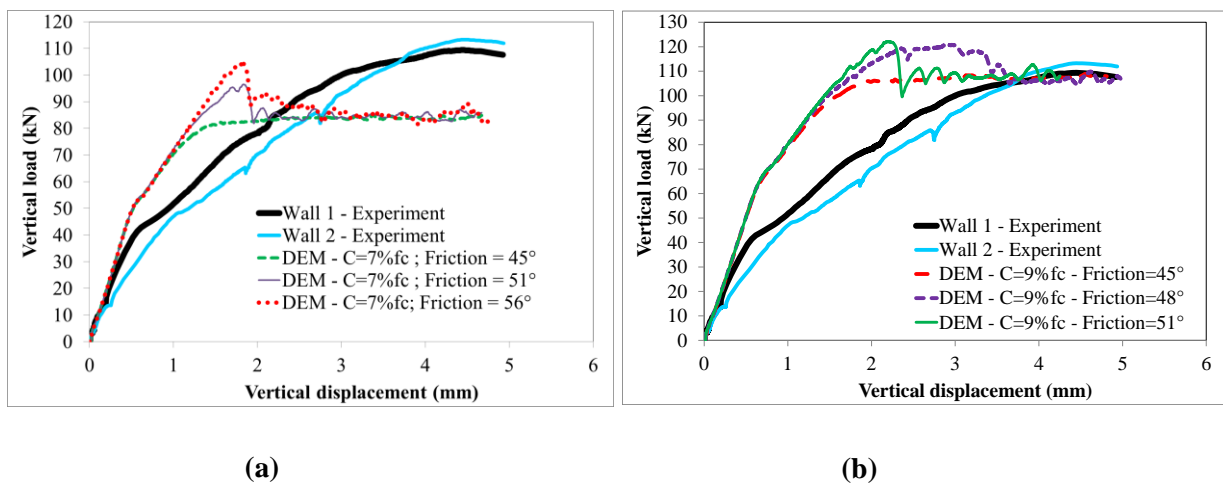 120
110
100
90
80
70
60
50
40
30
20
10
0
Vertical load (kN)
Wall 1 - Experiment
Wall 2 - Experiment
DEM - C=7%fc ; Friction = 45°
DEM - C=7%fc ; Friction = 51°
DEM - C=7%fc; Friction = 56°
0 1 2 3 4 5 6
Vertical displacement (mm)
(a)
130
120
110
100
90
80
70
60
50
40
30
20
10
0
Vertical load (kN)
Wall 1 - Experiment
Wall 2 - Experiment
DEM - C=9%fc - Friction=45°
DEM - C=9%fc - Friction=48°
DEM - C=9%fc - Friction=51°
0 1 2 3 4 5 6
Vertical displacement (mm)
(b)